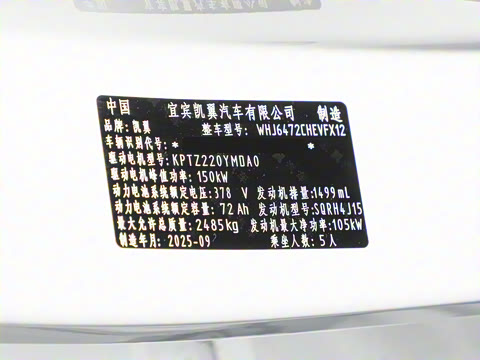 中国 宜宾凯翼汽车有限公司 制造
品牌:凯翼 整车型号:WHJ6472CHEVFX12
车辆识别代号:* *
驱动电机型号:KPTZ220YMDA0
驱动电机峰值功率:150kW
动力电池系统额定电压:378 V 发动机排量:1499mL
动力电池系统额定容量:72Ah 发动机型号:SQRH4J15
最大允许总质量:2485kg 发动机最大净功率:105kW
制造年月:2025-09 乘坐人数:5人